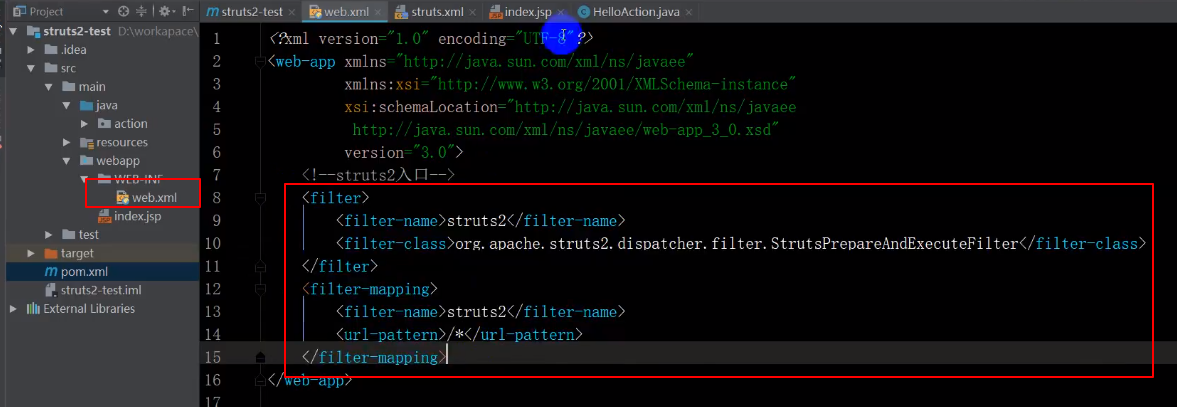 Project
struts2-test
web.xml
struts.xml
index.jsp
HelloAction.java
struts2-test D:\workapace\
.idea
src
main
java
action
resources
webapp
WEB-INF
web.xml
index.jsp
test
target
pom.xml
struts2-test.iml
External Libraries
1 <?xml version="1.0" encoding="UTF-8"?>
2 <web-app xmlns="http://java.sun.com/xml/ns/javaee"
3 xmlns:xsi="http://www.w3.org/2001/XMLSchema-instance"
4 xsi:schemaLocation="http://java.sun.com/xml/ns/javaee
5 http://java.sun.com/xml/ns/javaee/web-app_3_0.xsd"
6 version="3.0">
7 <!--struts2入口-->
8 <filter>
9 <filter-name>struts2</filter-name>
10 <filter-class>org.apache.struts2.dispatcher.filter.StrutsPrepareAndExecuteFilter</filter-class>
11 </filter>
12 <filter-mapping>
13 <filter-name>struts2</filter-name>
14 <url-pattern>/*</url-pattern>
15 </filter-mapping>
16 </web-app>
17